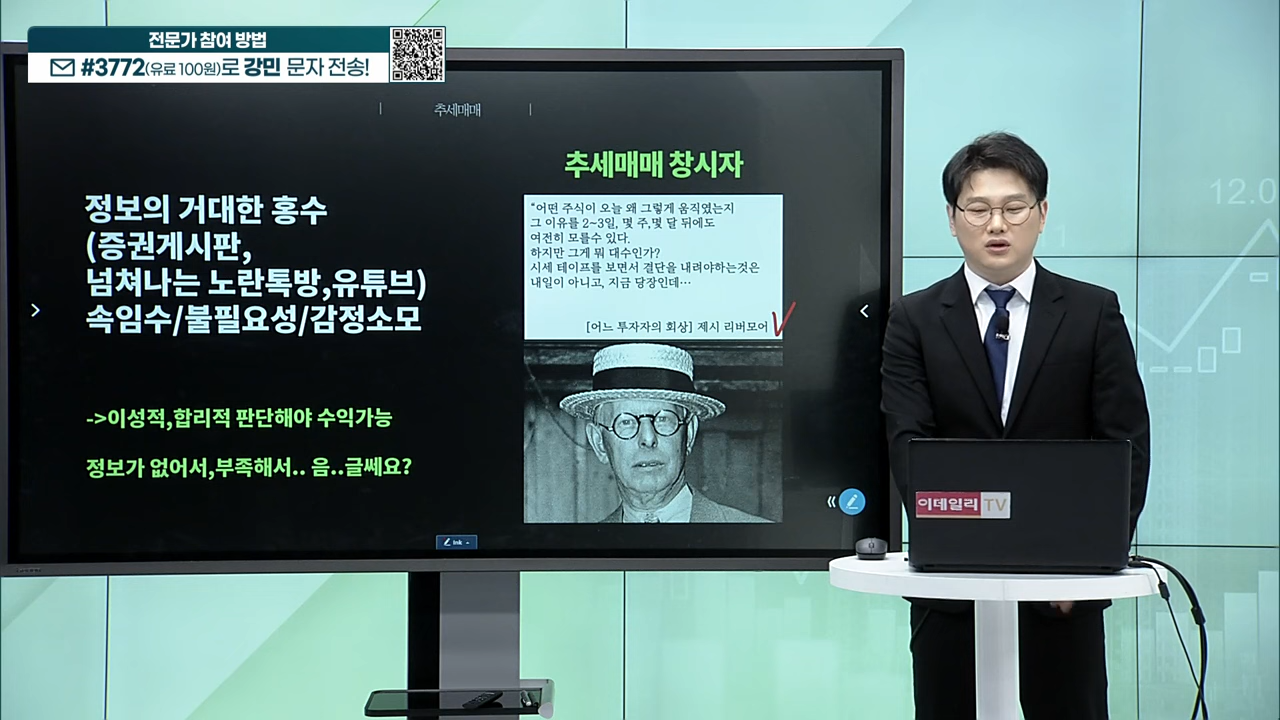 전문가 참여 방법
#3772(유료 100원)로 강민 문자 전송!
추세매매
추세매매 창시자
정보의 거대한 홍수
(증권게시판,
넘쳐나는 노란톡방,유튜브)
속임수/불필요성/감정소모
->이성적,합리적 판단해야 수익가능
정보가 없어서,부족해서.. 음..글쎄요?
"어떤 주식이 오늘 왜 그렇게 움직였는지
그 이유를 2~3일, 몇 주,몇 달 뒤에도
여전히 모를수 있다.
하지만 그게 뭐 대수인가?
시세 테이프를 보면서 결단을 내려야하는것은
내일이 아니고, 지금 당장인데…
[어느 투자자의 회상] 제시 리버모어
Ink
이데일리 TV
12.0